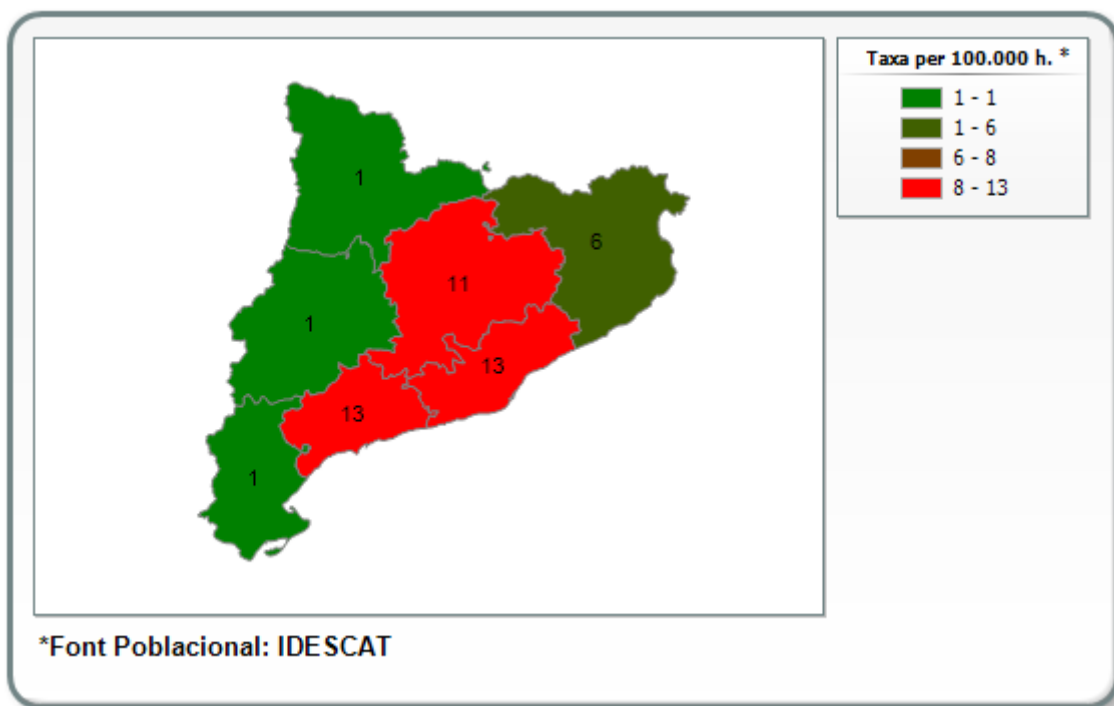 Taxa per 100.000 h. *
1 - 1
1 - 6
6 - 8
8 - 13
1
6
11
1
13
13
1
*Font Poblacional: IDESCAT